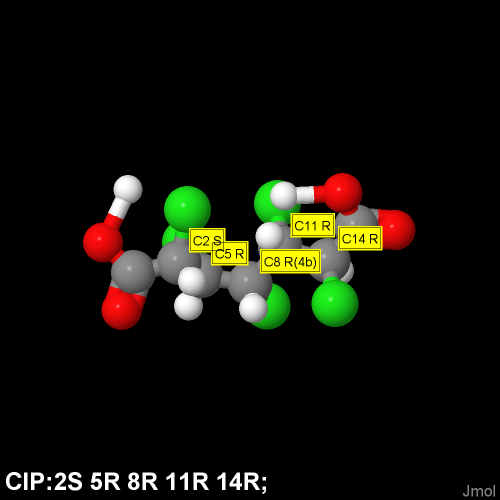 C11 R
C2 S
C14 R
C5 R
C8 R(4b)
CIP:2S 5R 8R 11R 14R;
Jmol